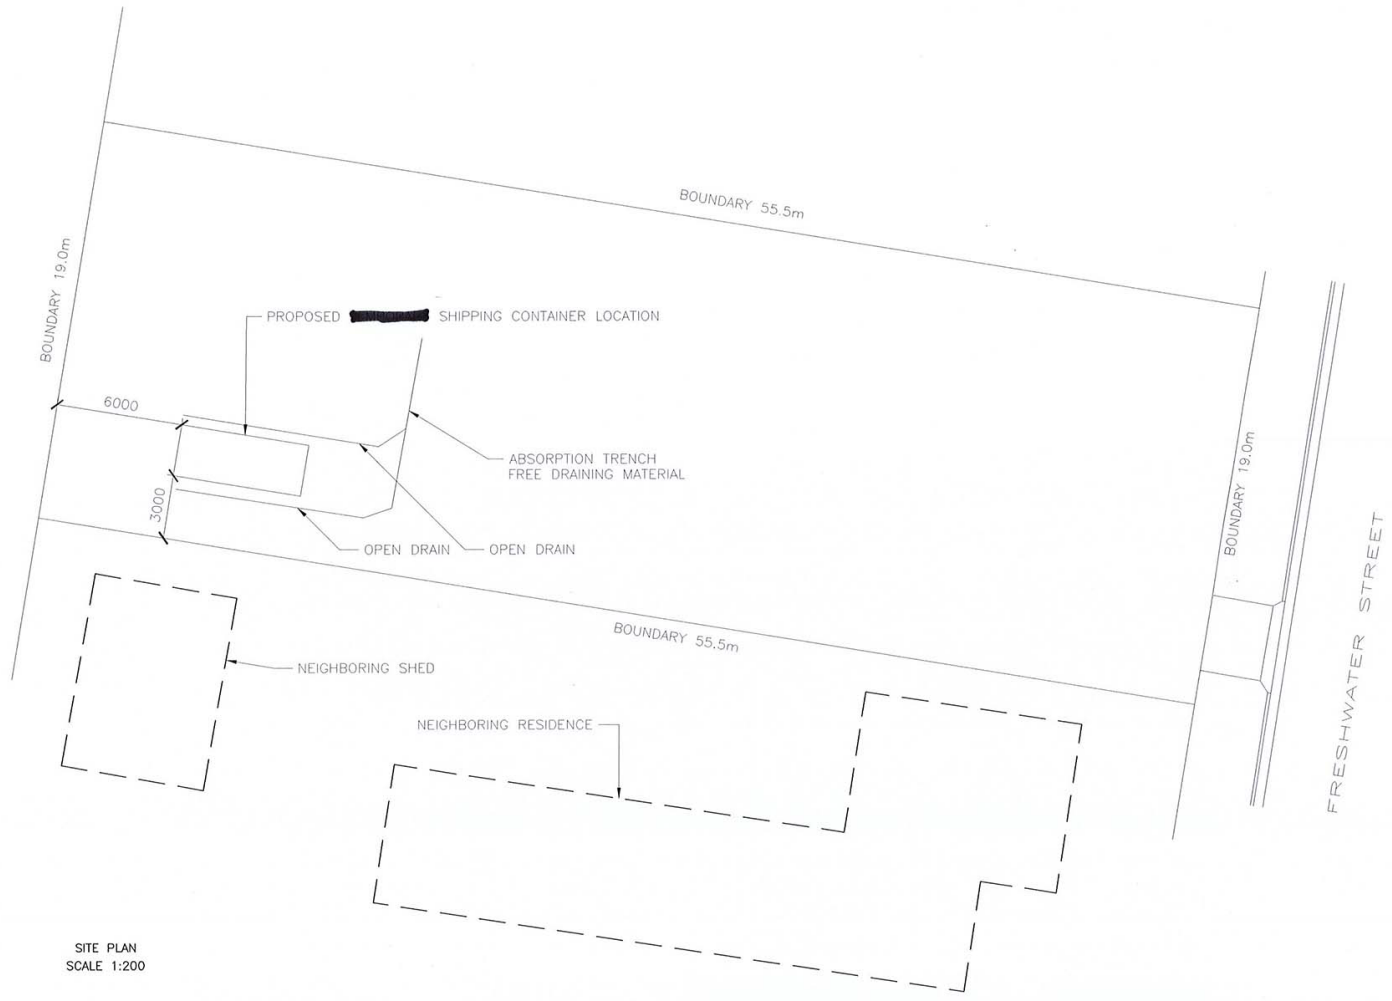 BOUNDARY 55.5m
BOUNDARY 19.0m
PROPOSED SHIPPING CONTAINER LOCATION
6000
ABSORPTION TRENCH
FREE DRAINING MATERIAL
BOUNDARY 19.0m
3000
OPEN DRAIN
OPEN DRAIN
FRESHWATER STREET
BOUNDARY 55.5m
NEIGHBORING SHED
NEIGHBORING RESIDENCE
SITE PLAN
SCALE 1:200